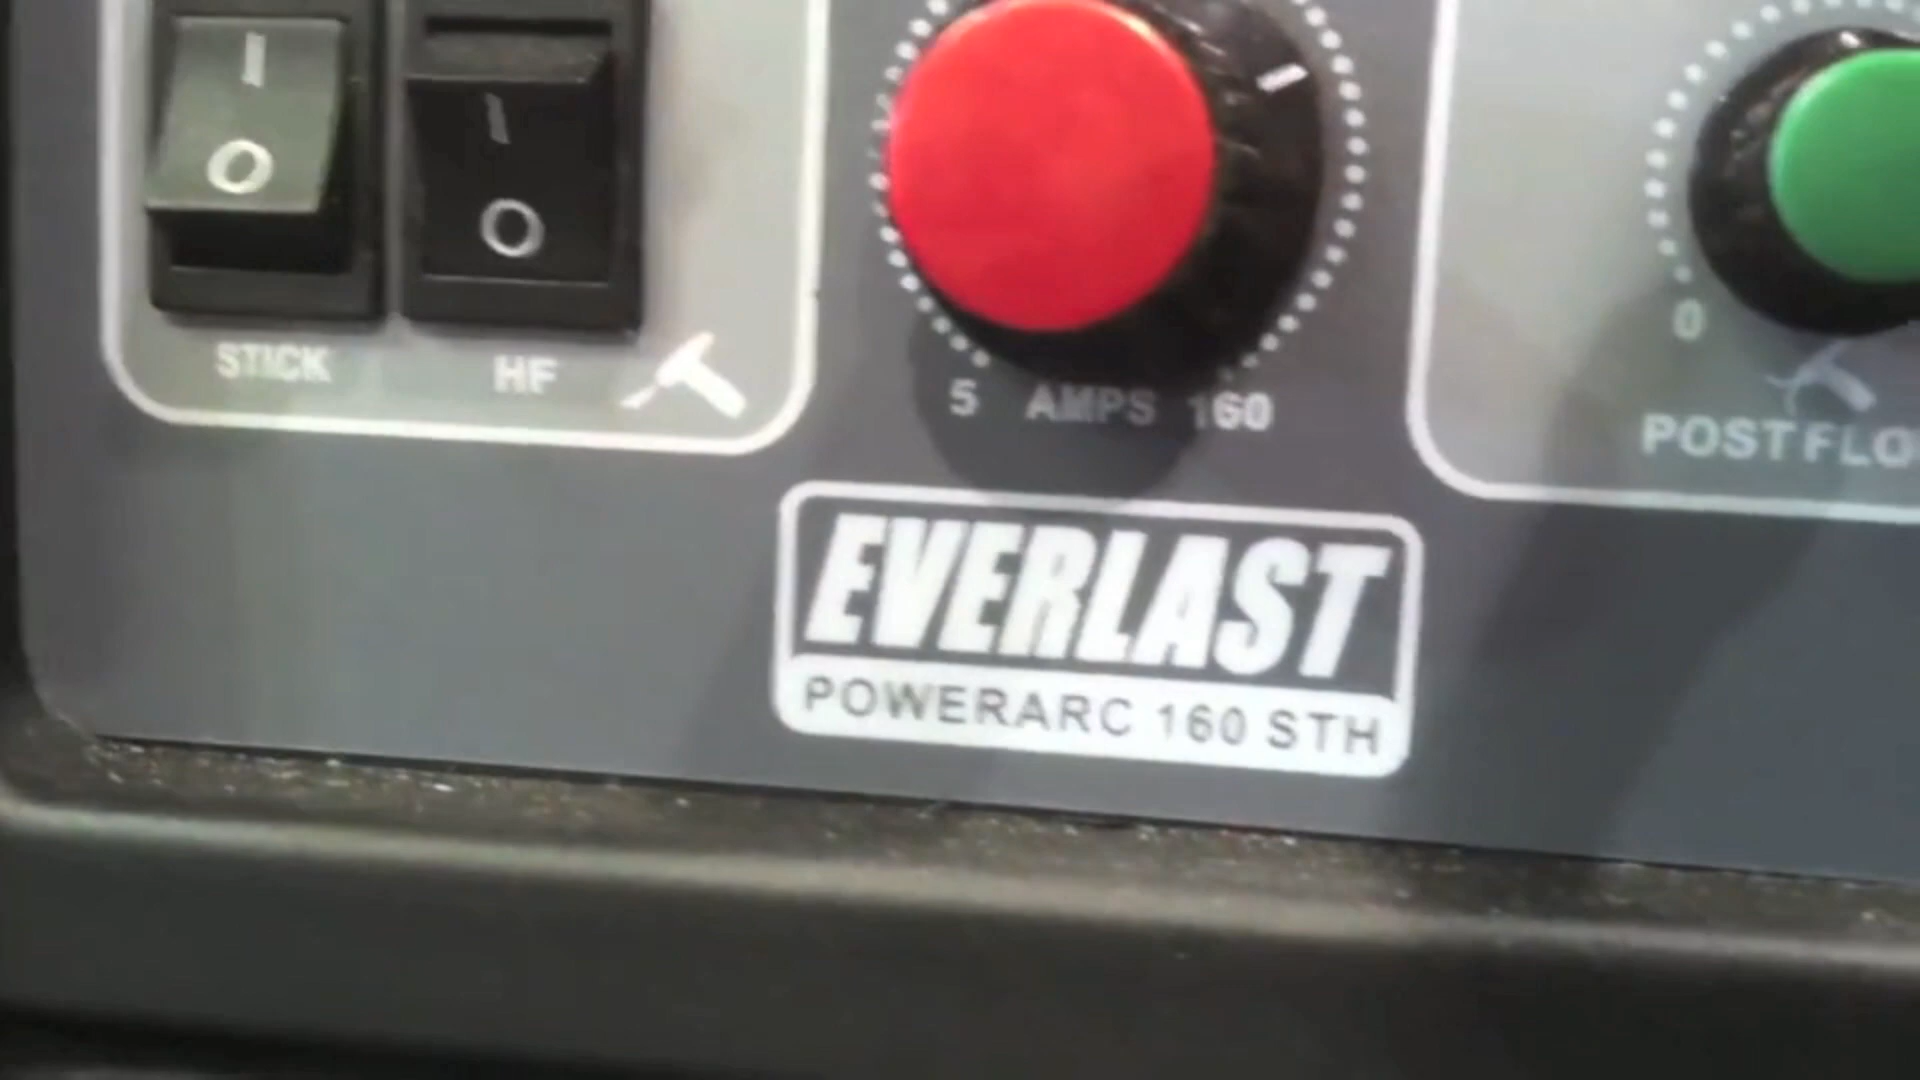 I
O
I
O
STICK
HF
5 AMPS 160
0
POSTFLO
EVERLAST
POWERARC 160 STH